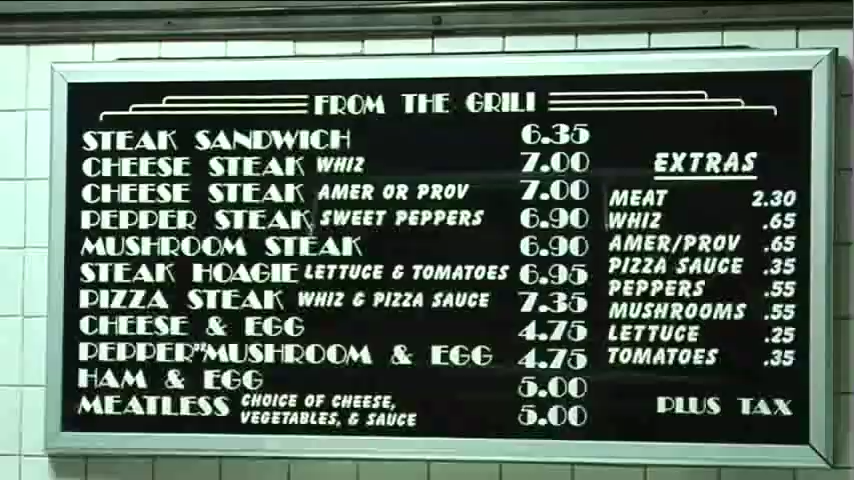 FROM THE GRILL
STEAK SANDWICH 6.35
CHEESE STEAK WHIZ 7.00
CHEESE STEAK AMER OR PROV 7.00
PEPPER STEAK SWEET PEPPERS 6.90
MUSHROOM STEAK 6.90
STEAK HOAGIE LETTUCE & TOMATOES 6.95
PIZZA STEAK WHIZ & PIZZA SAUCE 7.35
CHEESE & EGG 4.75
PEPPER""MUSHROOM & EGG 4.75
HAM & EGG 5.00
MEATLESS CHOICE OF CHEESE, 5.00
VEGETABLES, & SAUCE
EXTRAS
MEAT 2.30
WHIZ .65
AMER/PROV .65
PIZZA SAUCE .35
PEPPERS .55
MUSHROOMS .55
LETTUCE .25
TOMATOES .35
PLUS TAX